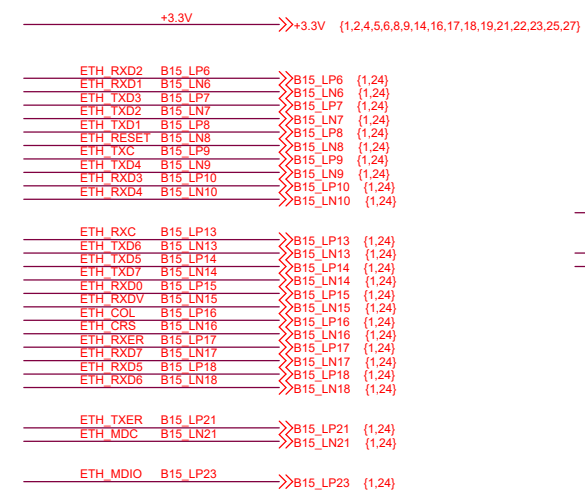 +3.3V +3.3V {1,2,4,5,6,8,9,14,16,17,18,19,21,22,23,25,27}
ETH_RXD2 B15_LP6 B15_LP6 {1,24}
ETH_RXD1 B15_LN6 B15_LN6 {1,24}
ETH_TXD3 B15_LP7 B15_LP7 {1,24}
ETH_TXD2 B15_LN7 B15_LN7 {1,24}
ETH_TXD1 B15_LP8 B15_LP8 {1,24}
ETH_RESET B15_LN8 B15_LN8 {1,24}
ETH_TXC B15_LP9 B15_LP9 {1,24}
ETH_TXD4 B15_LN9 B15_LN9 {1,24}
ETH_RXD3 B15_LP10 B15_LP10 {1,24}
ETH_RXD4 B15_LN10 B15_LN10 {1,24}
ETH_RXC B15_LP13 B15_LP13 {1,24}
ETH_TXD6 B15_LN13 B15_LN13 {1,24}
ETH_TXD5 B15_LP14 B15_LP14 {1,24}
ETH_TXD7 B15_LN14 B15_LN14 {1,24}
ETH_RXD0 B15_LP15 B15_LP15 {1,24}
ETH_RXDV B15_LN15 B15_LN15 {1,24}
ETH_COL B15_LP16 B15_LP16 {1,24}
ETH_CRS B15_LN16 B15_LN16 {1,24}
ETH_RXER B15_LP17 B15_LP17 {1,24}
ETH_RXD7 B15_LN17 B15_LN17 {1,24}
ETH_RXD5 B15_LP18 B15_LP18 {1,24}
ETH_RXD6 B15_LN18 B15_LN18 {1,24}
ETH_TXER B15_LP21 B15_LP21 {1,24}
ETH_MDC B15_LN21 B15_LN21 {1,24}
ETH_MDIO B15_LP23 B15_LP23 {1,24}